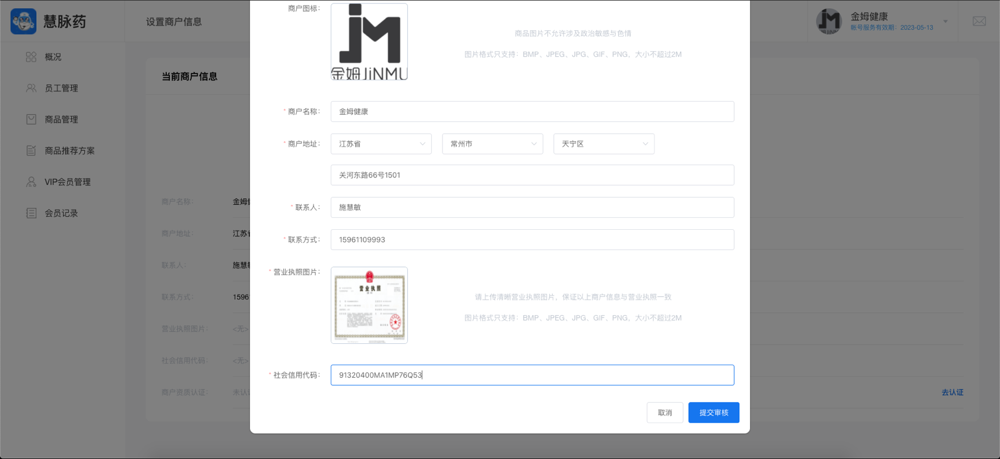 慧脉药
设置商户信息
金姆健康
帐号服务有效期：2023-05-13
概况
员工管理
商品管理
商品推荐方案
VIP会员管理
会员记录
当前商户信息
商户名称：
金姆
商户地址：
江苏
联系人：
施慧
联系方式：
1596
营业执照图片：
<无>
社会信用代码：
<无>
商户资质认证：
未认
去认证
商户图标：
JM
金姆JiNMU
商品图片不允许涉及政治敏感与色情
图片格式只支持：BMP、JPEG、JPG、GIF、PNG，大小不超过2M
* 商户名称： 金姆健康
* 商户地址： 江苏省 常州市 天宁区
关河东路66号1501
* 联系人： 施慧敏
* 联系方式： 15961109993
* 营业执照图片：
营业执照
请上传清晰营业执照图片，保证以上商户信息与营业执照一致
图片格式只支持：BMP、JPEG、JPG、GIF、PNG，大小不超过2M
* 社会信用代码： 91320400MA1MP76Q53
取消 提交审核